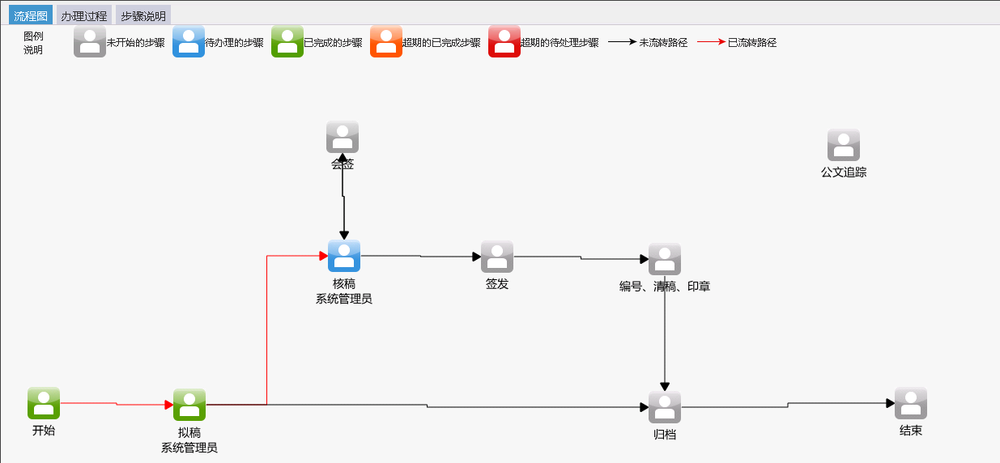 流程图 办理过程 步骤说明
图例 说明 未开始的步骤 待办理的步骤 已完成的步骤 超期的已完成步骤 超期的待处理步骤 未流转路径 已流转路径
会签
公文追踪
核稿
系统管理员
签发
编号、清稿、印章
开始
拟稿
系统管理员
归档
结束